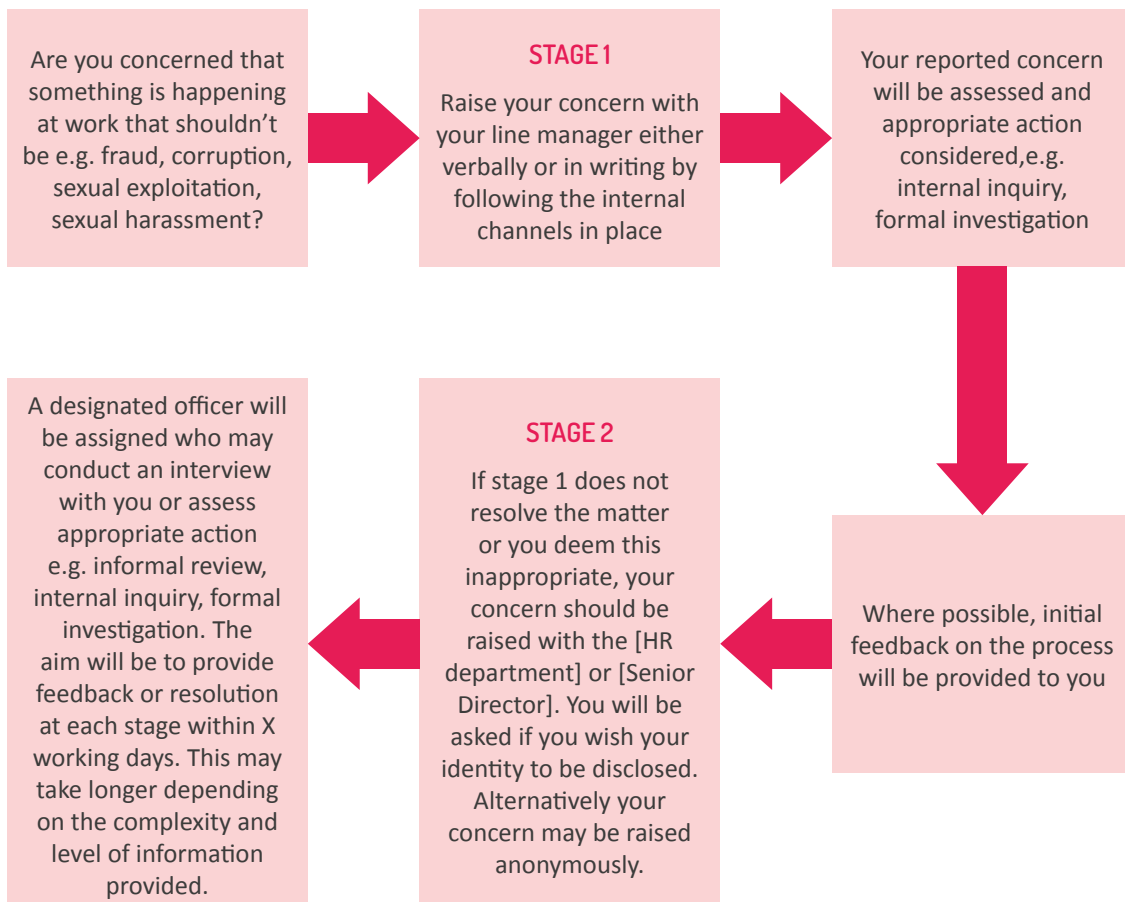 Are you concerned that
something is happening
at work that shouldn't
be e.g. fraud, corruption,
sexual exploitation,
sexual harassment?
STAGE 1
Raise your concern with
your line manager either
verbally or in writing by
following the internal
channels in place
Your reported concern
will be assessed and
appropriate action
considered,e.g.
internal inquiry,
formal investigation
Where possible, initial
feedback on the process
will be provided to you
STAGE 2
If stage 1 does not
resolve the matter
or you deem this
inappropriate, your
concern should be
raised with the [HR
department] or [Senior
Director]. You will be
asked if you wish your
identity to be disclosed.
Alternatively your
concern may be raised
anonymously.
A designated officer will
be assigned who may
conduct an interview
with you or assess
appropriate action
e.g. informal review,
internal inquiry, formal
investigation. The
aim will be to provide
feedback or resolution
at each stage within X
working days. This may
take longer depending
on the complexity and
level of information
provided.